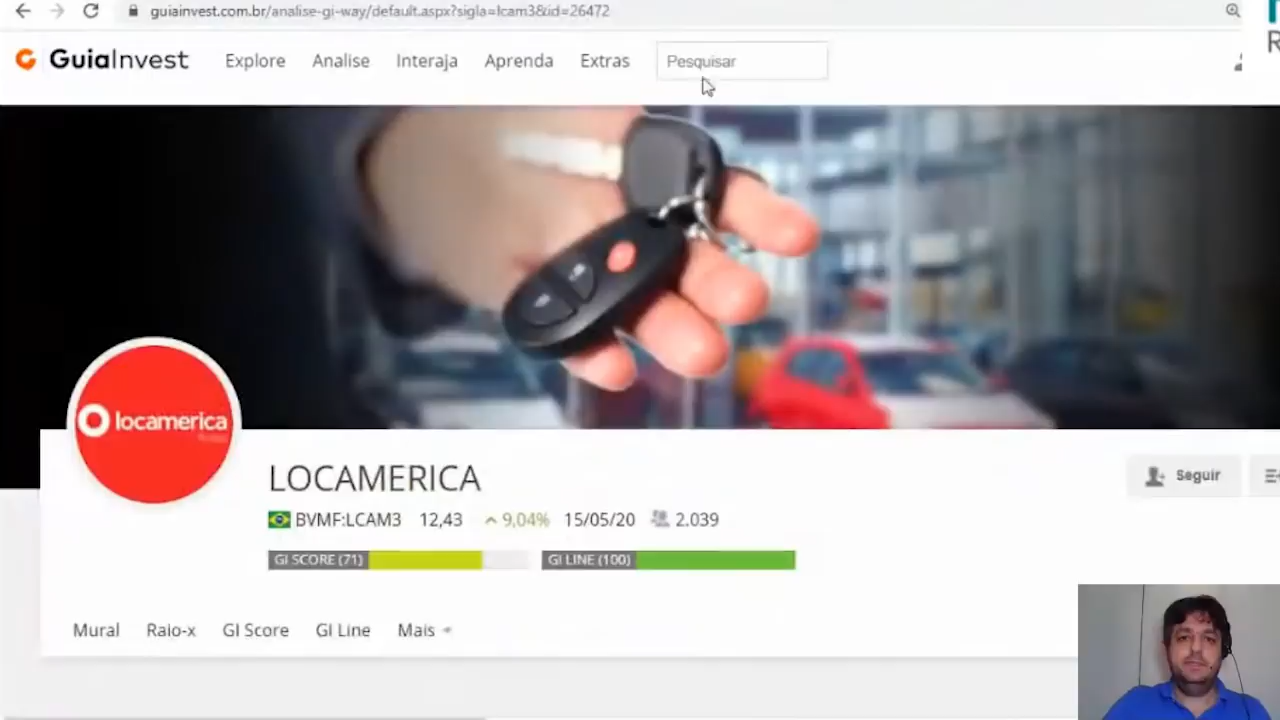 guiainvest.com.br/analise-gi-way/default.aspx?sigla=lcam3&id=26472
GuiaInvest Explore Analise Interaja Aprenda Extras Pesquisar
locamerica
LOCAMERICA
Seguir
BVMF:LCAM3 12,43 9,04% 15/05/20 2.039
GI SCORE (71) GI LINE (100)
Mural Raio-x GI Score GI Line Mais